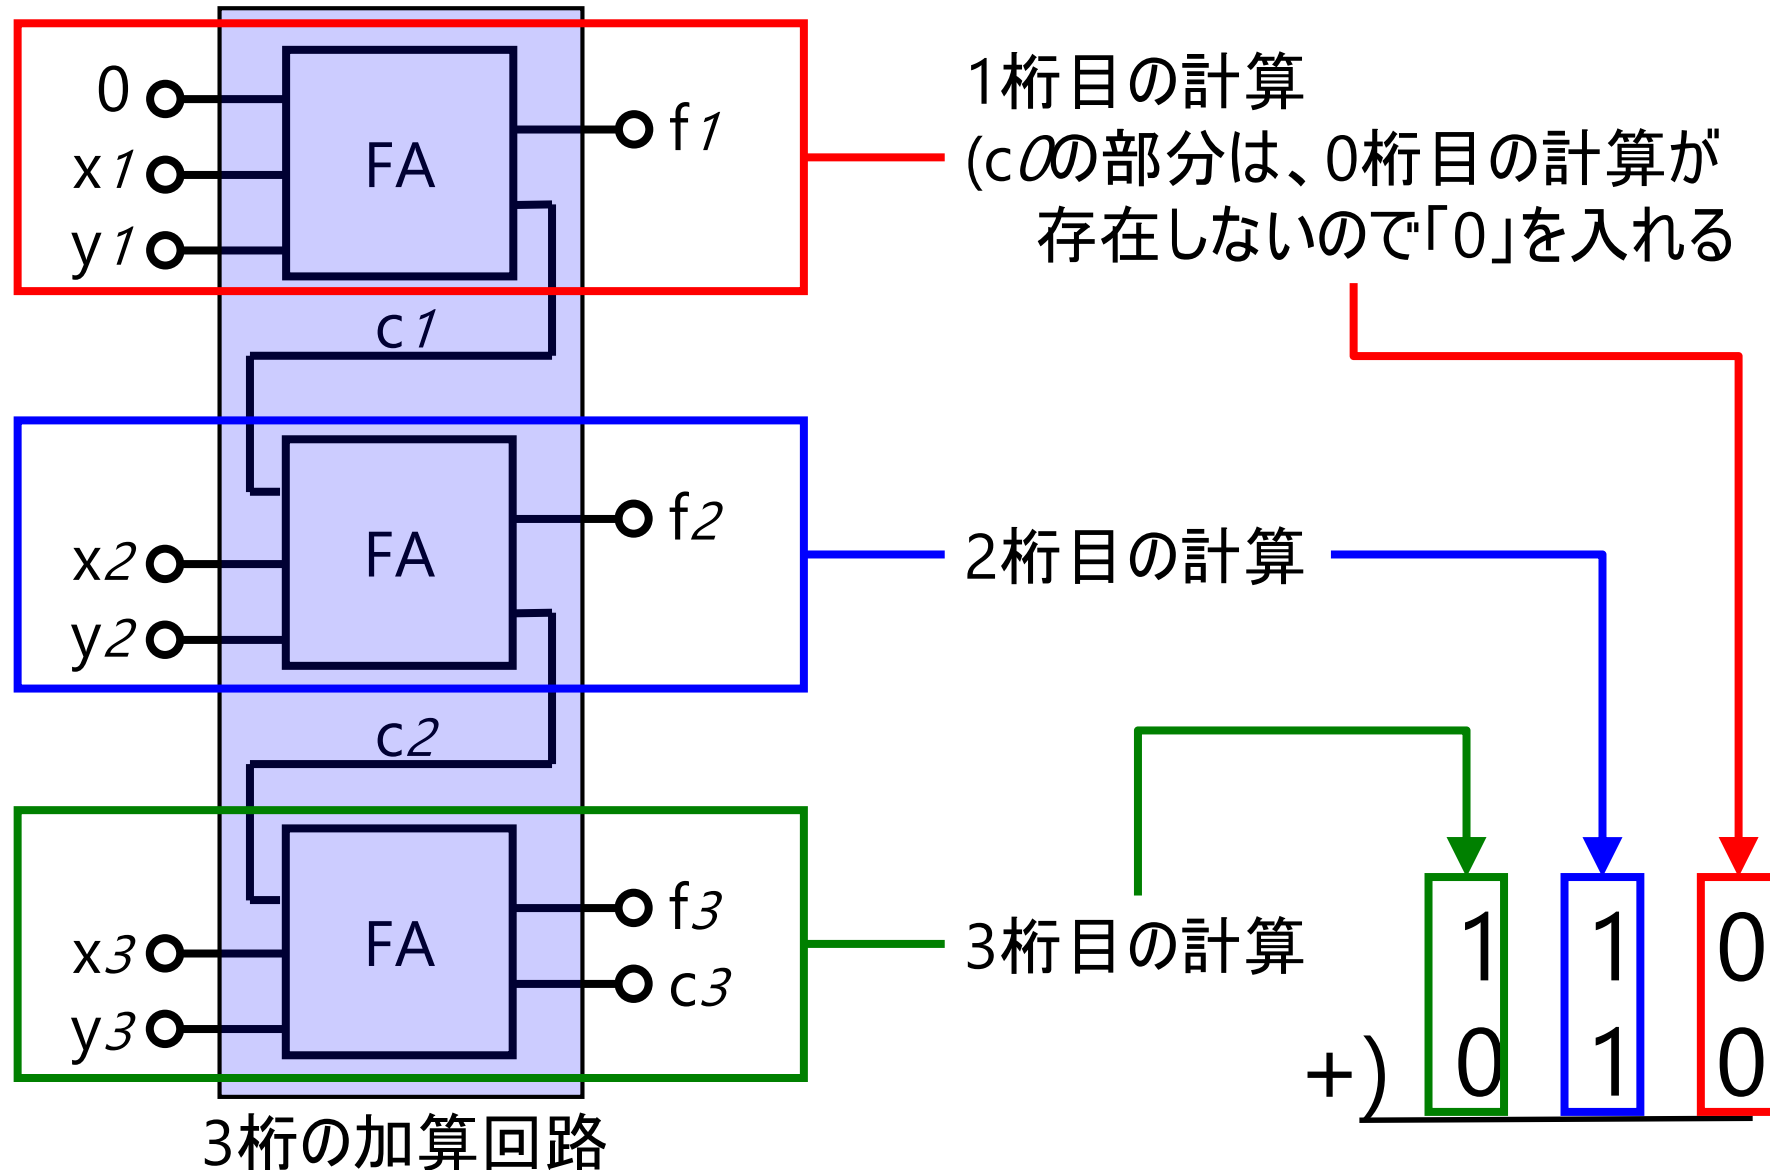 0
x1
y1
FA
f1
c1
x2
y2
FA
f2
c2
x3
y3
FA
f3
c3
3桁の加算回路
1桁目の計算
(c0の部分は、0桁目の計算が
存在しないので「0」を入れる
2桁目の計算
3桁目の計算
1 1 0
+) 0 1 0